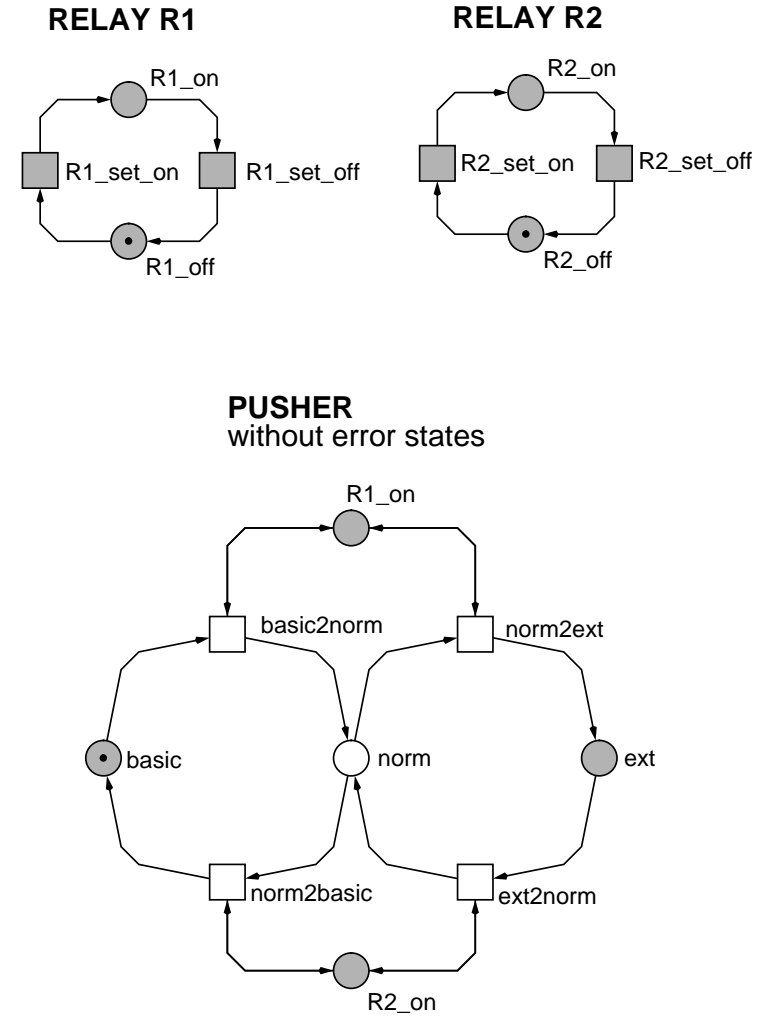 RELAY R1
RELAY R2
R1_on
R2_on
R1_set_on
R1_set_off
R2_set_on
R2_set_off
R1_off
R2_off
PUSHER
without error states
R1_on
basic2norm
norm2ext
basic
norm
ext
norm2basic
ext2norm
R2_on